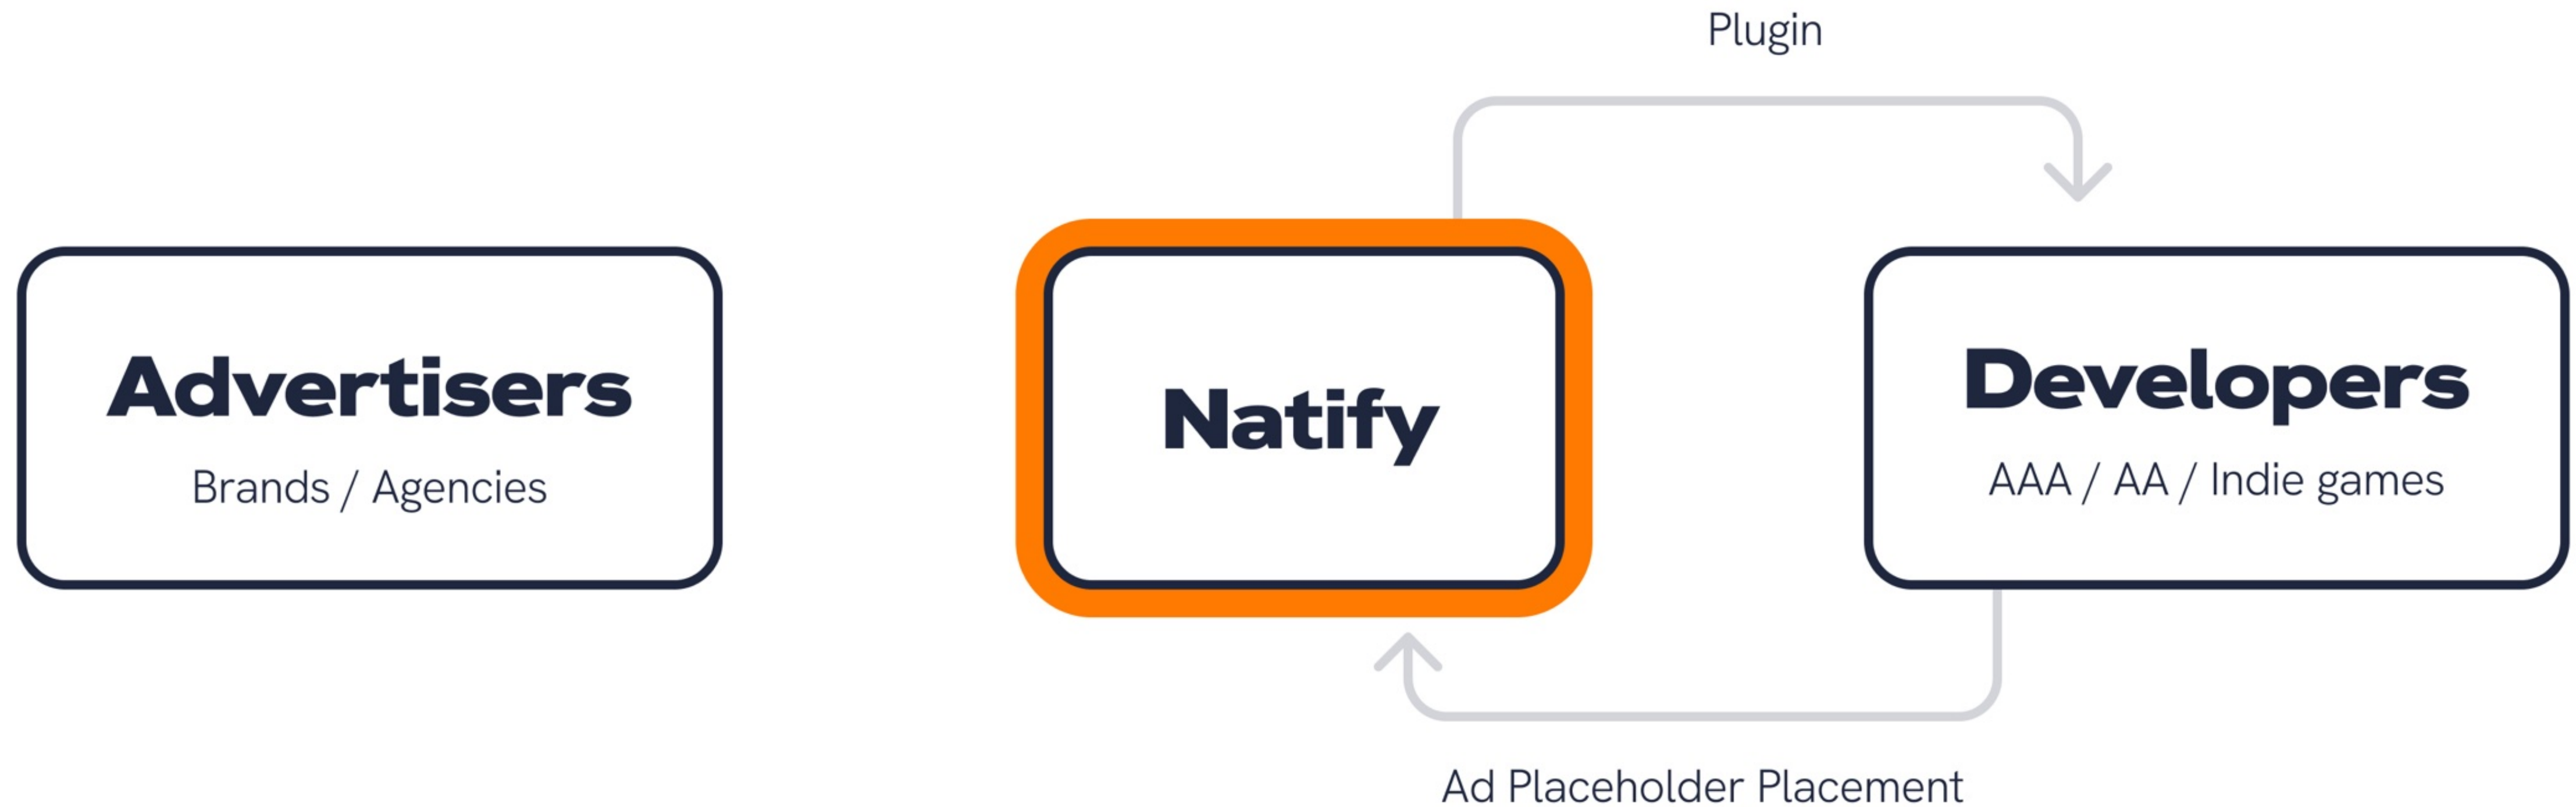 Plugin
Advertisers
Brands / Agencies
Natify
Developers
AAA / AA / Indie games
Ad Placeholder Placement